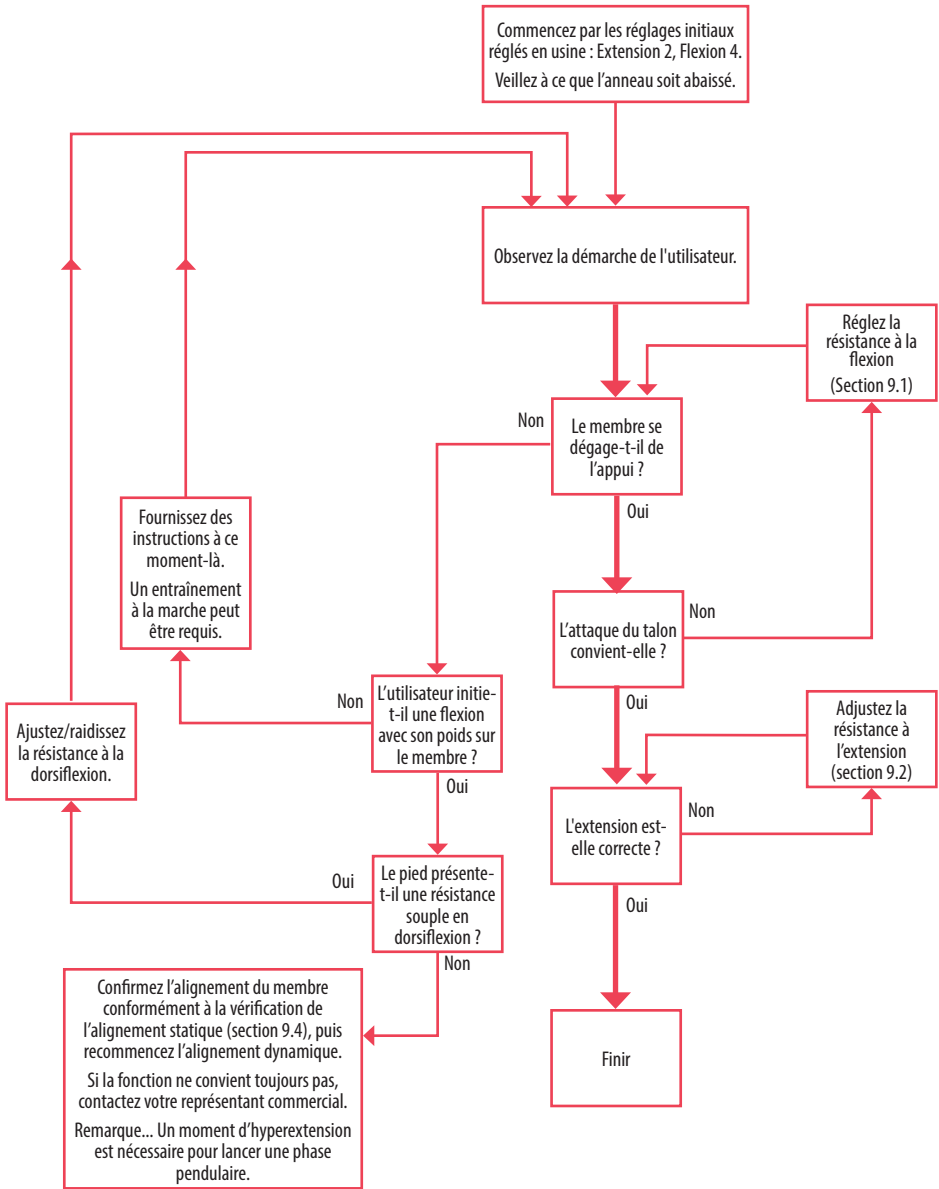 Commencez par les réglages initiaux
réglés en usine : Extension 2, Flexion 4.
Veillez à ce que l’anneau soit abaissé.
Observez la démarche de l'utilisateur.
Réglez la
résistance à la
flexion
(Section 9.1)
Non
Le membre se
dégage-t-il de
l’appui ?
Oui
Fournissez des
instructions à ce
moment-là.
Un entraînement
à la marche peut
être requis.
L’attaque du talon
convient-elle ?
Non
Oui
Non
L’utilisateur initie-
t-il une flexion
avec son poids sur
le membre ?
Oui
Ajustez/raidissez
la résistance à la
dorsiflexion.
Adjustez la
résistance à
l’extension
(section 9.2)
L'extension est-
elle correcte ?
Non
Oui
Oui
Le pied présente-
t-il une résistance
souple en
dorsiflexion ?
Non
Confirmez l’alignement du membre
conformément à la vérification de
l’alignement statique (section 9.4), puis
recommencez l’alignement dynamique.
Si la fonction ne convient toujours pas,
contactez votre représentant commercial.
Remarque... Un moment d’hyperextension
est nécessaire pour lancer une phase
pendulaire.
Finir